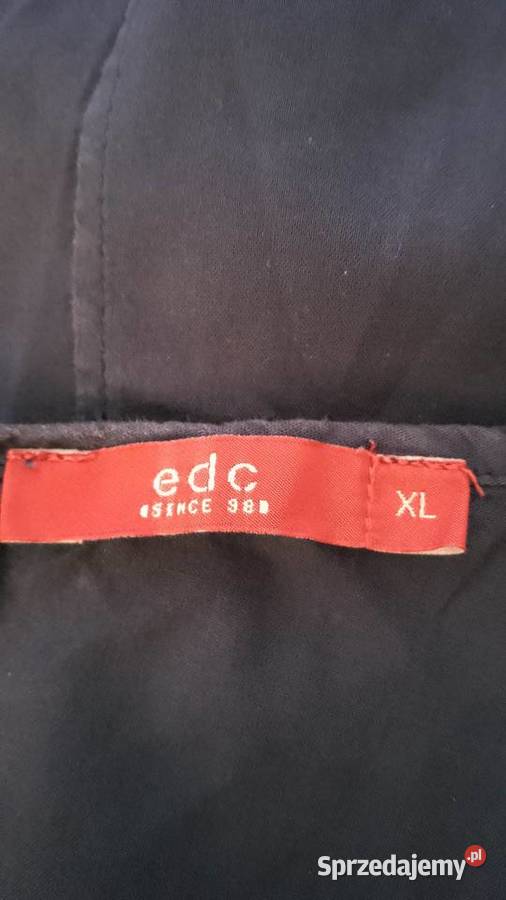 edc
SINCE 98
XL
Sprzedajemy.pl